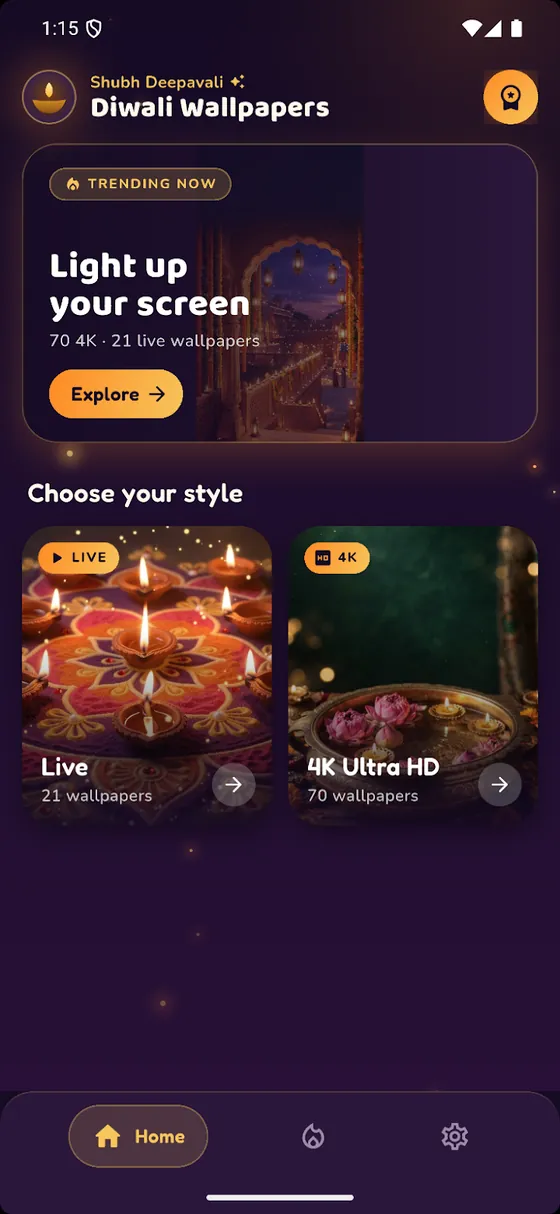 1:15
Shubh Deepavali
Diwali Wallpapers
TRENDING NOW
Light up
your screen
70 4K · 21 live wallpapers
Explore →
Choose your style
LIVE
HD 4K
Live
21 wallpapers
4K Ultra HD
70 wallpapers
Home